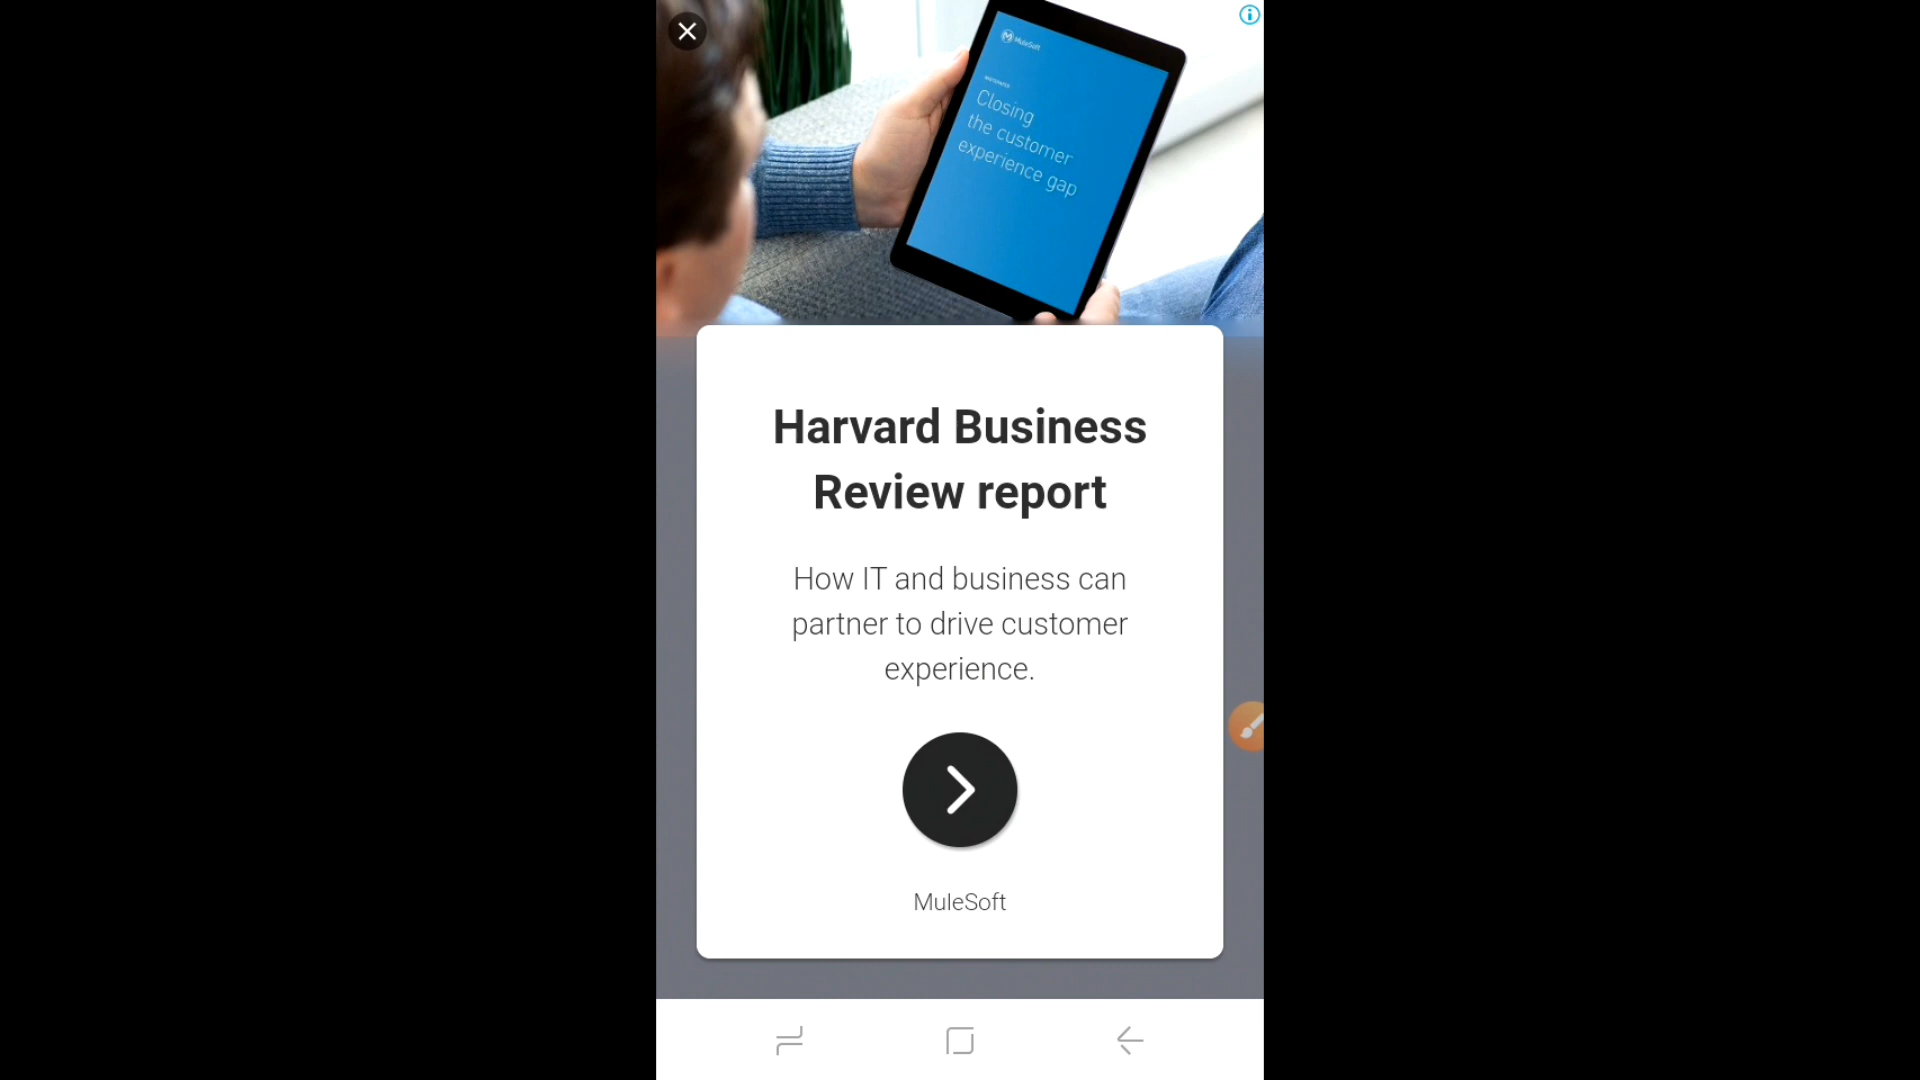 MuleSoft
Closing
the customer
experience gap
Harvard Business
Review report
How IT and business can
partner to drive customer
experience.
MuleSoft